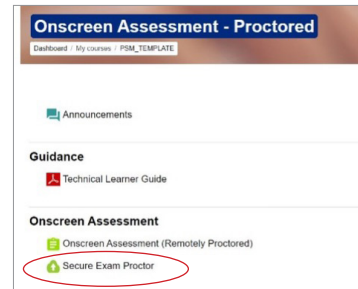 Onscreen Assessment - Proctored
Dashboard / My courses / PSM_TEMPLATE
Announcements
Guidance
Technical Learner Guide
Onscreen Assessment
Onscreen Assessment (Remotely Proctored)
Secure Exam Proctor